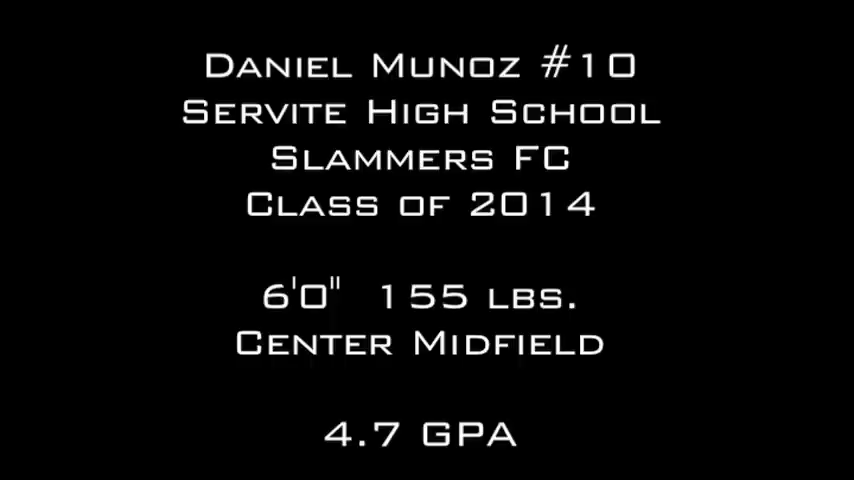 Daniel Munoz #10
Servite High School
Slammers FC
Class of 2014
6'0" 155 lbs.
Center Midfield
4.7 GPA